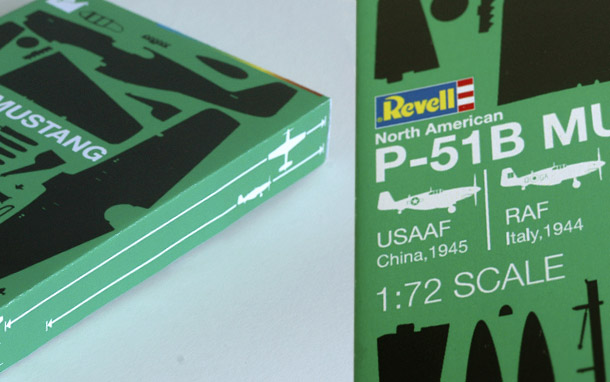 MUSTANG
Revell
North American
P-51B MU
USAAF
China,1945
RAF
Italy,1944
1:72 SCALE